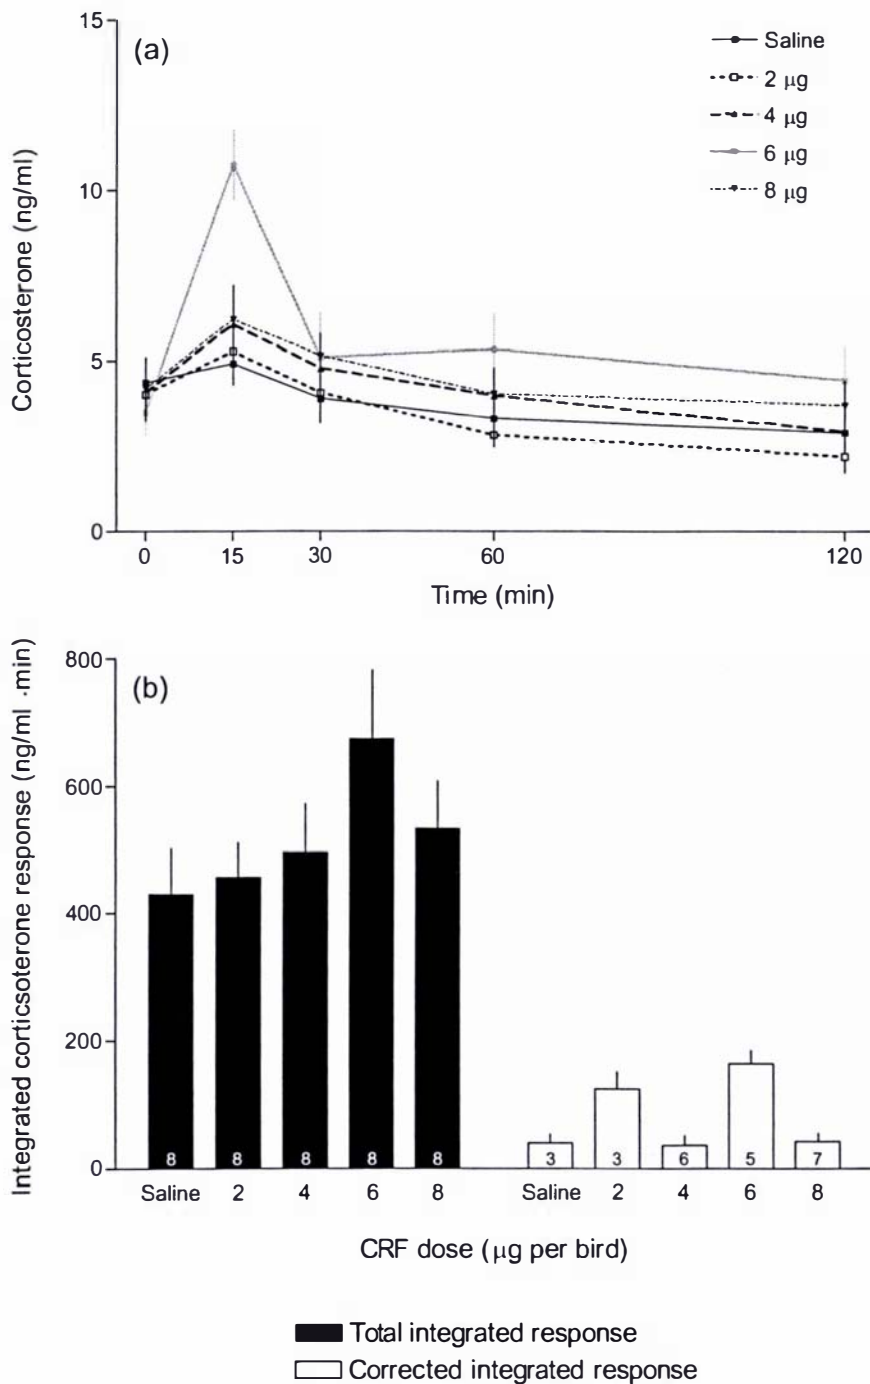 15
(a)
Saline
2 μg
4 μg
6 μg
8 μg
10
5
0
Corticosterone (ng/ml)
0 15 30 60 120
Time (min)
800
(b)
600
400
200
0
Integrated corticsoterone response (ng/ml ·min)
8 8 8 8 8 3 3 6 5 7
Saline 2 4 6 8 Saline 2 4 6 8
CRF dose (μg per bird)
Total integrated response
Corrected integrated response